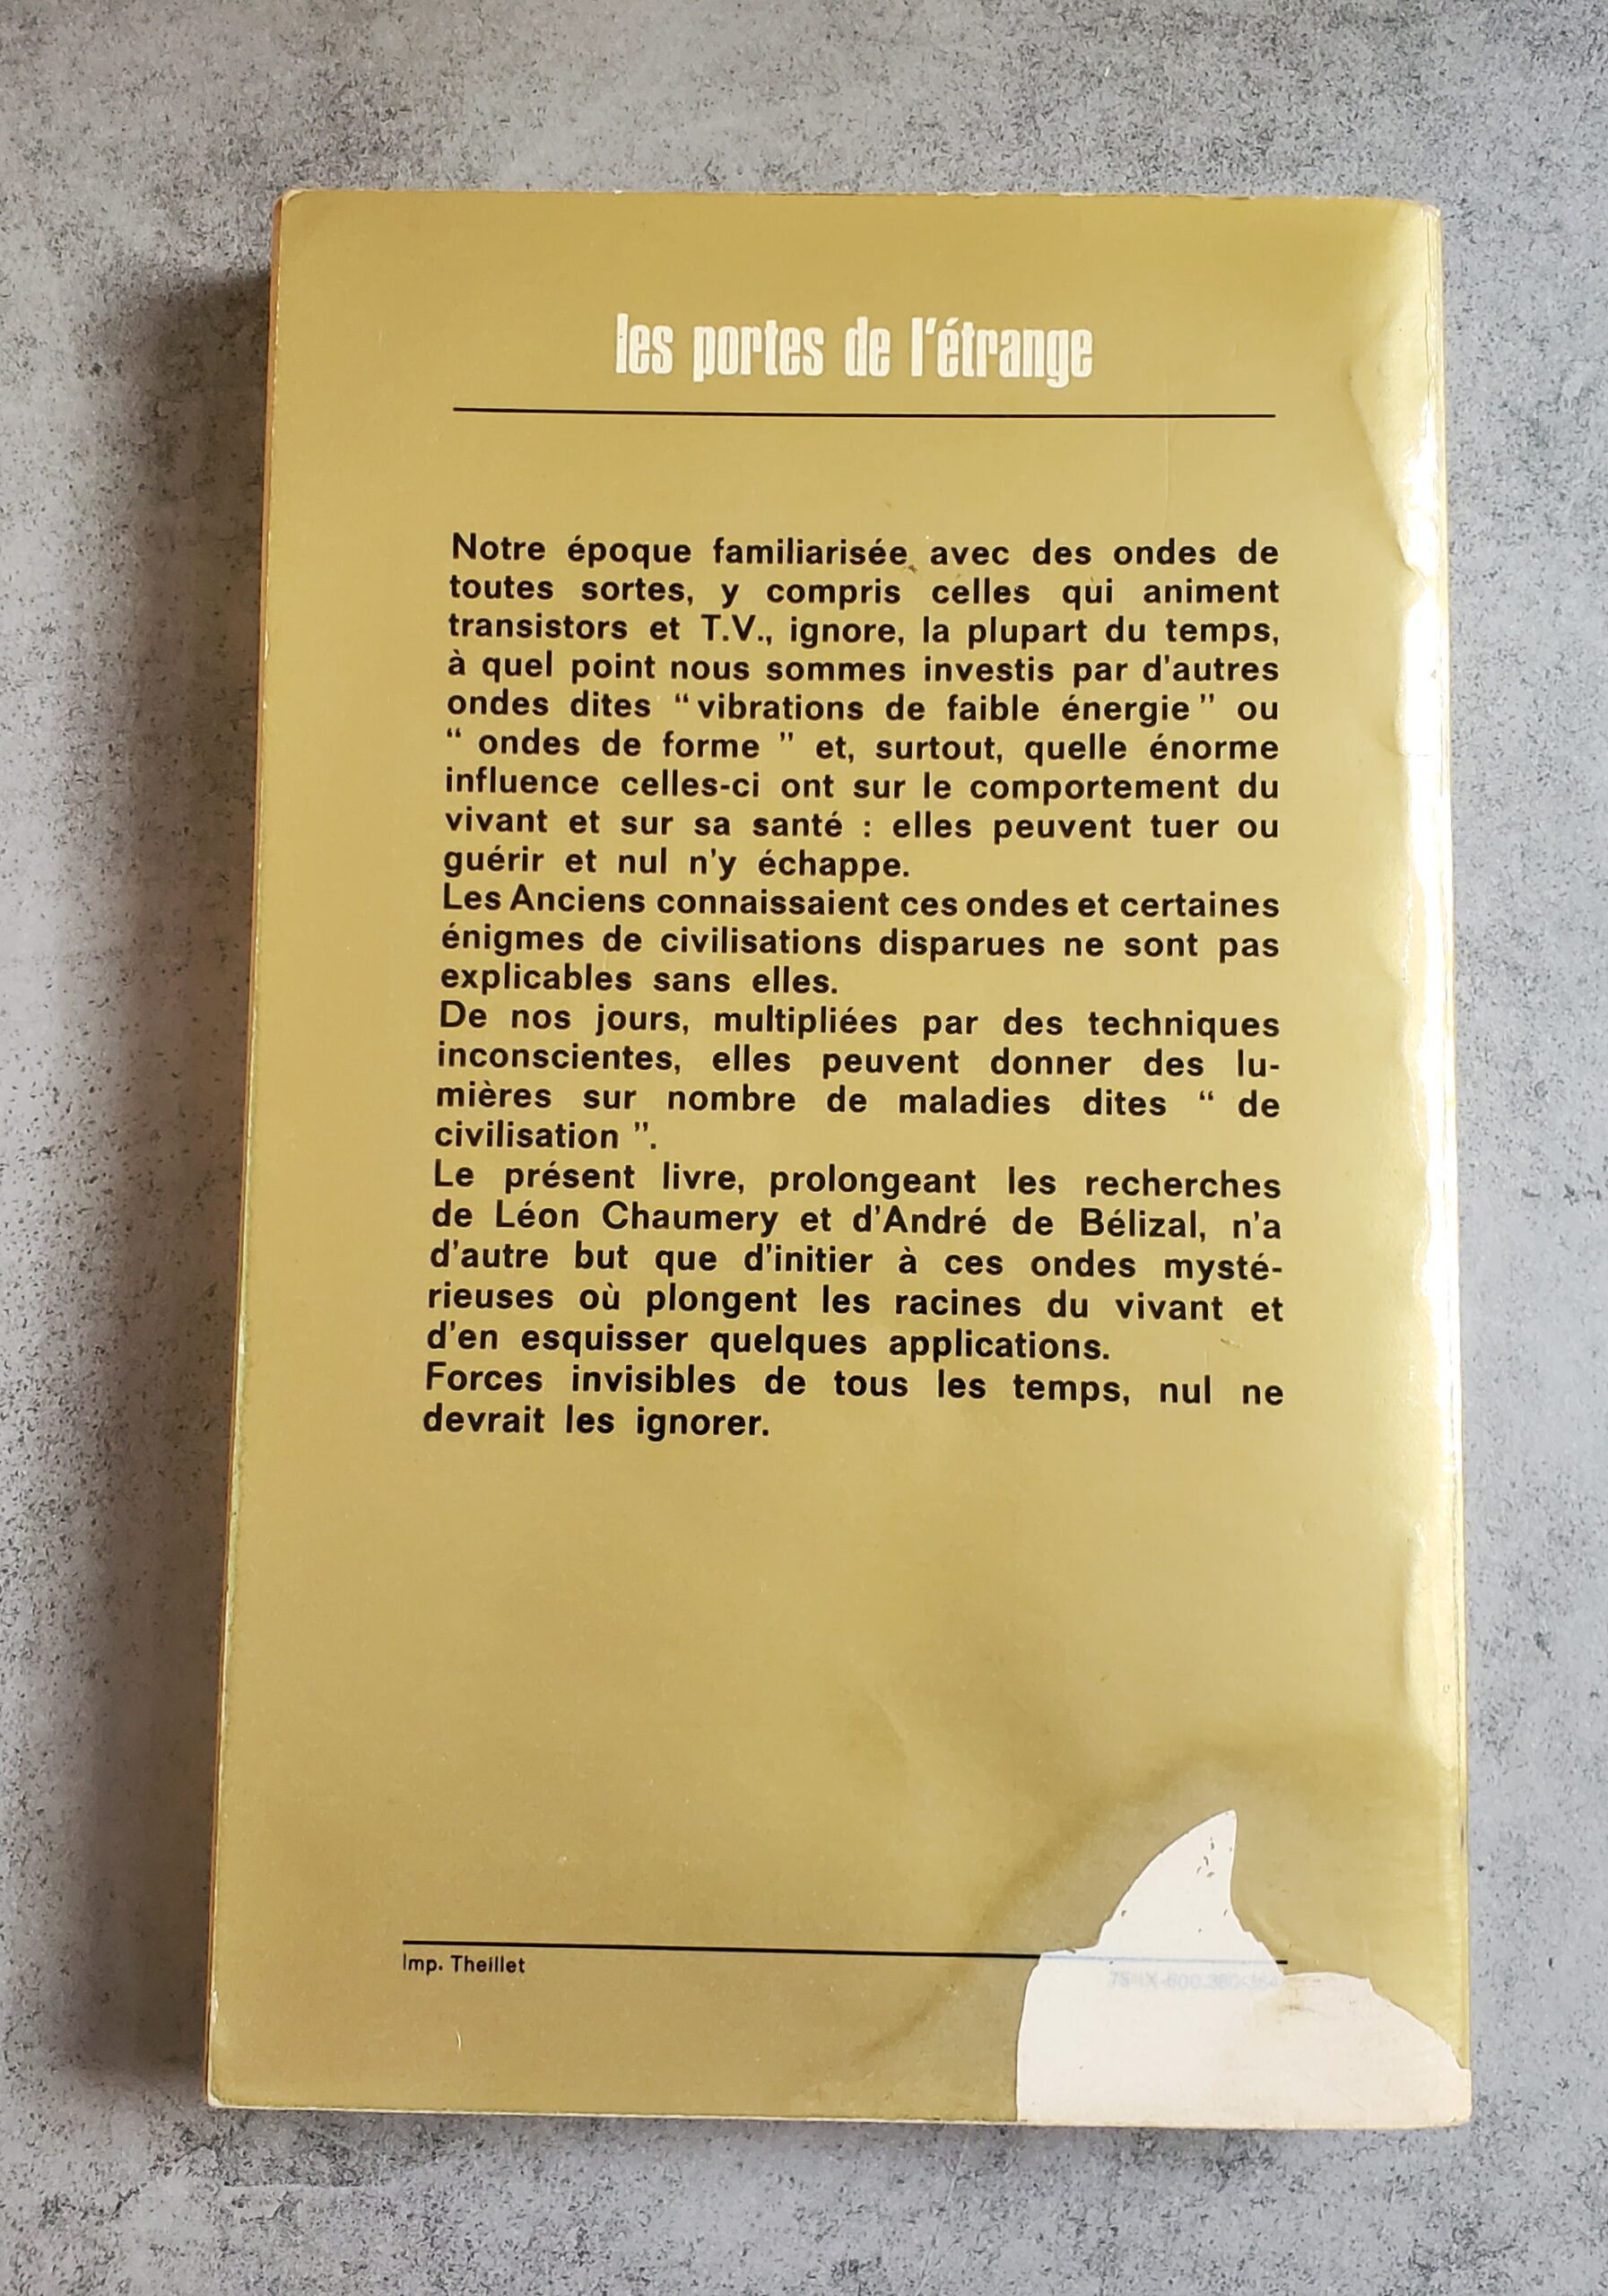 les portes de l'étrange
Notre époque familiarisée avec des ondes de
toutes sortes, y compris celles qui animent
transistors et T.V., ignore, la plupart du temps,
à quel point nous sommes investis par d'autres
ondes dites “vibrations de faible énergie” ou
“ ondes de forme ” et, surtout, quelle énorme
influence celles-ci ont sur le comportement du
vivant et sur sa santé : elles peuvent tuer ou
guérir et nul n'y échappe.
Les Anciens connaissaient ces ondes et certaines
énigmes de civilisations disparues ne sont pas
explicables sans elles.
De nos jours, multipliées par des techniques
inconscientes, elles peuvent donner des lu-
mières sur nombre de maladies dites “ de
civilisation ”.
Le présent livre, prolongeant les recherches
de Léon Chaumery et d'André de Bélizal, n'a
d'autre but que d'initier à ces ondes mysté-
rieuses où plongent les racines du vivant et
d'en esquisser quelques applications.
Forces invisibles de tous les temps, nul ne
devrait les ignorer.
Imp. Theillet